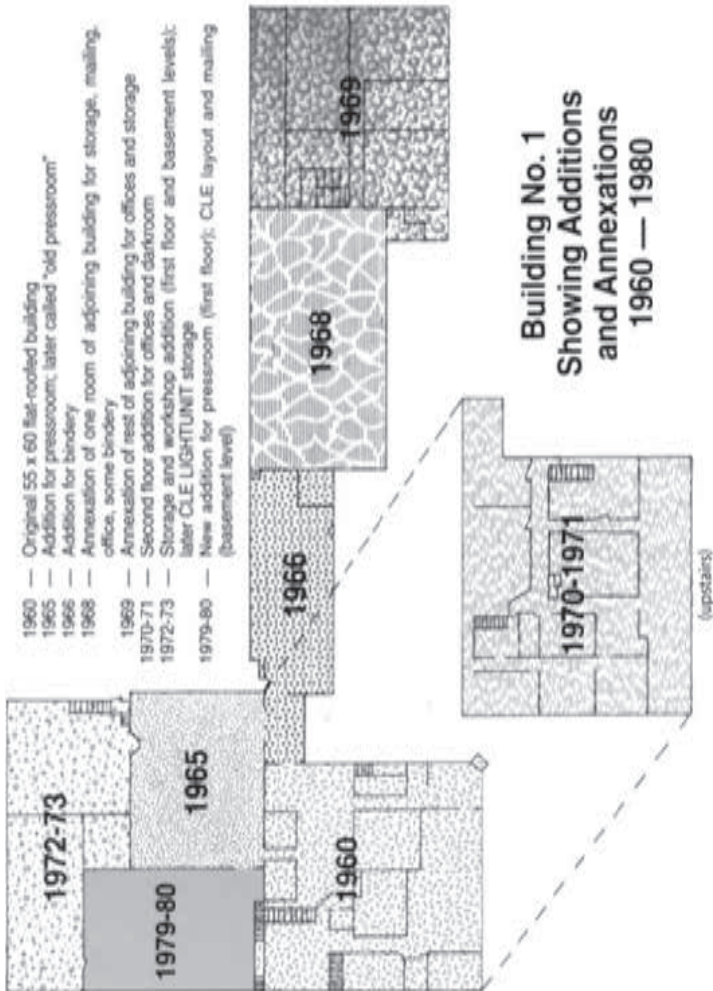 1960 — Original 55 x 60 flat-roofed building
1965 — Addition for pressroom; later called "old pressroom"
1966 — Addition for bindery
1968 — Annexation of one room of adjoining building for storage, mailing,
office, some bindery
1969 — Annexation of rest of adjoining building for offices and storage
1970-71 — Second floor addition for offices and darkroom
1972-73 — Storage and workshop addition (first floor and basement levels);
later CLE LIGHTUNIT storage
1979-80 — New addition for pressroom (first floor); CLE layout and mailing
(basement level)
1972-73
1979-80
1965
1960
1966
1968
1969
1970-1971
(upstairs)
Building No. 1
Showing Additions
and Annexations
1960 — 1980